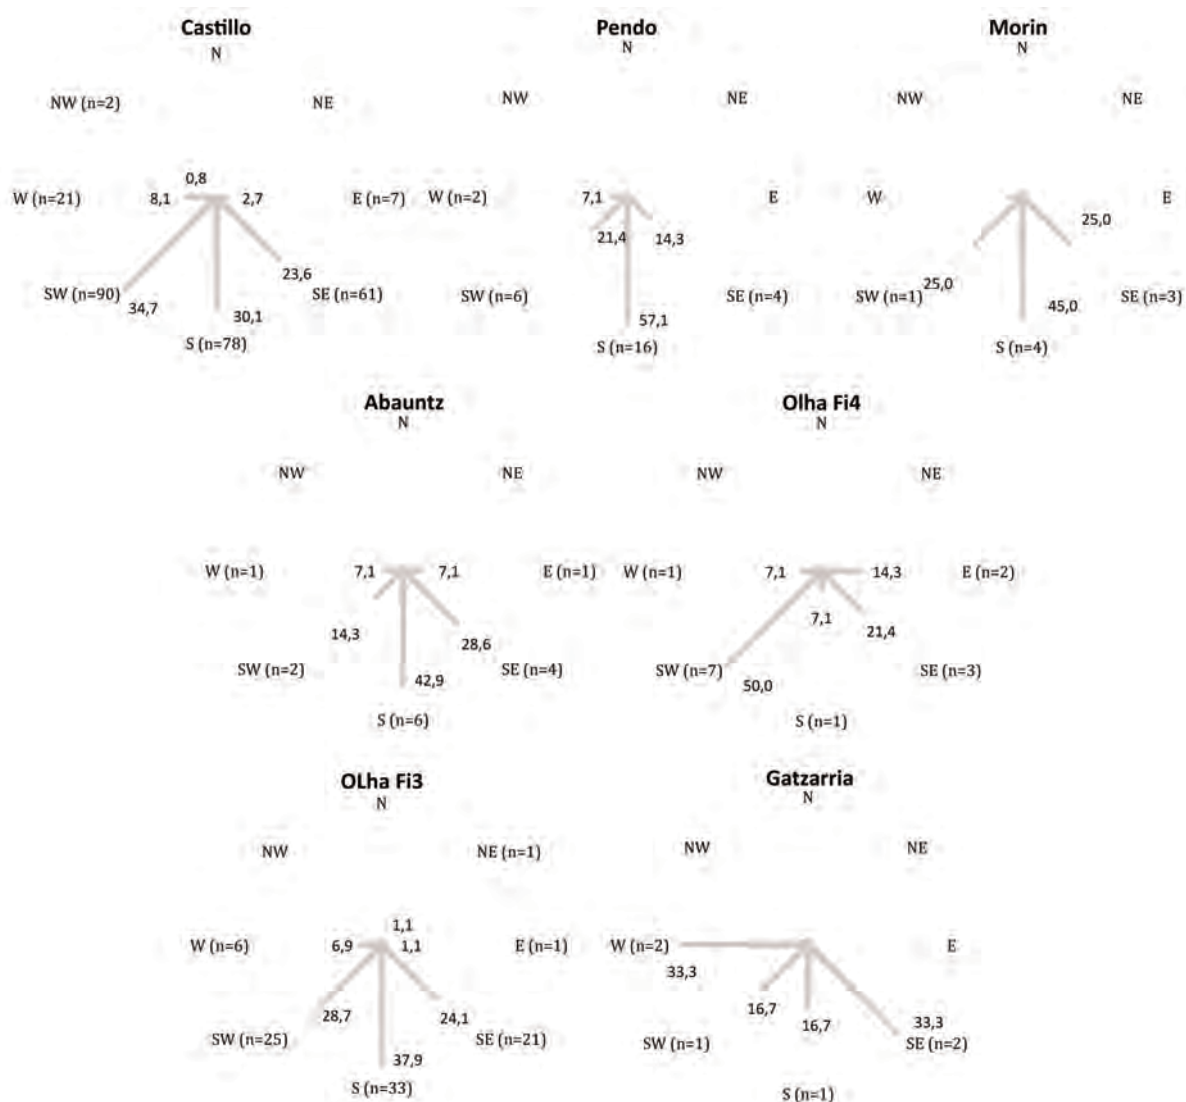 Castillo
N
NW (n=2)
NE
0,8
W (n=21)
8,1
2,7
E (n=7)
23,6
SW (n=90)
34,7
SE (n=61)
30,1
S (n=78)
Pendo
N
NW
NE
W (n=2)
7,1
E
21,4
14,3
SW (n=6)
SE (n=4)
57,1
S (n=16)
Morin
N
NW
NE
W
E
25,0
25,0
SW (n=1)
SE (n=3)
45,0
S (n=4)
Abauntz
N
NW
NE
W (n=1)
7,1
7,1
E (n=1)
14,3
28,6
SW (n=2)
SE (n=4)
42,9
S (n=6)
Olha Fi4
N
NW
NE
W (n=1)
7,1
14,3
E (n=2)
7,1
21,4
SW (n=7)
SE (n=3)
50,0
S (n=1)
OLha Fi3
N
NW
NE (n=1)
1,1
W (n=6)
6,9
1,1
E (n=1)
28,7
24,1
SW (n=25)
SE (n=21)
37,9
S (n=33)
Gatzarria
N
NW
NE
W (n=2)
E
33,3
16,7
16,7
33,3
SW (n=1)
SE (n=2)
S (n=1)